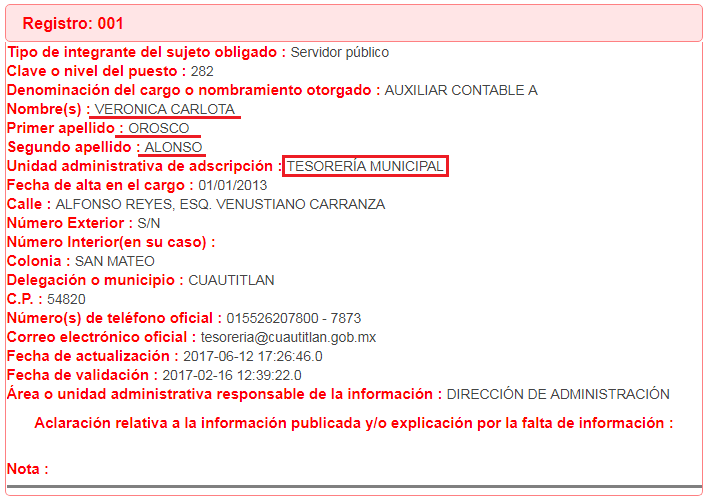 Registro: 001
Tipo de integrante del sujeto obligado : Servidor público
Clave o nivel del puesto : 282
Denominación del cargo o nombramiento otorgado : AUXILIAR CONTABLE A
Nombre(s) : VERONICA CARLOTA
Primer apellido : OROSCO
Segundo apellido : ALONSO
Unidad administrativa de adscripción : TESORERÍA MUNICIPAL
Fecha de alta en el cargo : 01/01/2013
Calle : ALFONSO REYES, ESQ. VENUSTIANO CARRANZA
Número Exterior : S/N
Número Interior(en su caso) :
Colonia : SAN MATEO
Delegación o municipio : CUAUTITLAN
C.P. : 54820
Número(s) de teléfono oficial : 015526207800 - 7873
Correo electrónico oficial : tesoreria@cuautitlan.gob.mx
Fecha de actualización : 2017-06-12 17:26:46.0
Fecha de validación : 2017-02-16 12:39:22.0
Área o unidad administrativa responsable de la información : DIRECCIÓN DE ADMINISTRACIÓN
Aclaración relativa a la información publicada y/o explicación por la falta de información :
Nota :